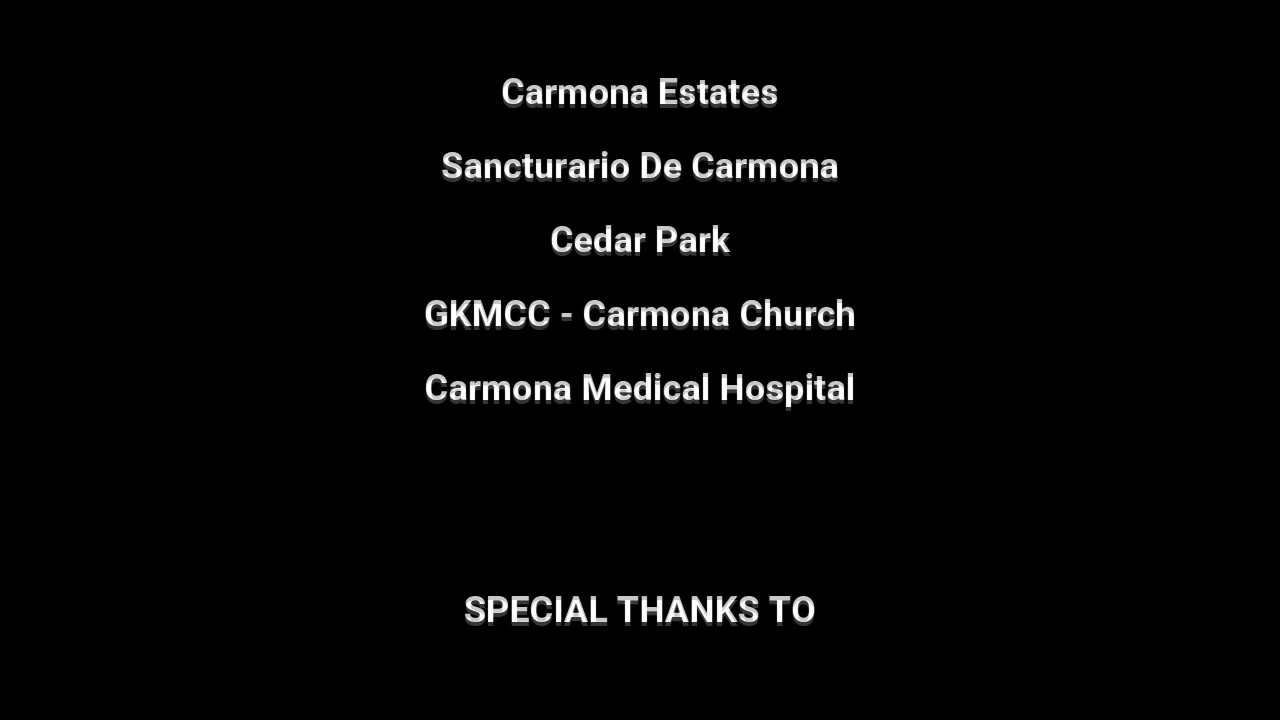 Carmona Estates
Sancturario De Carmona
Cedar Park
GKMCC - Carmona Church
Carmona Medical Hospital
SPECIAL THANKS TO